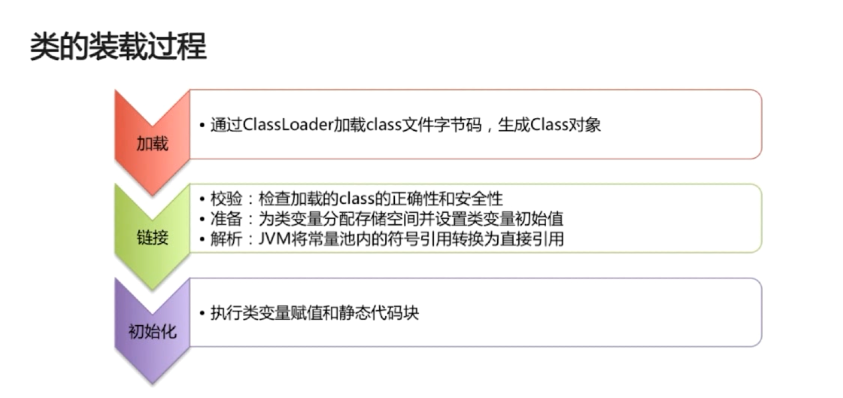 类的装载过程
加载
• 通过ClassLoader加载class文件字节码，生成Class对象
链接
• 校验：检查加载的class的正确性和安全性
• 准备：为类变量分配存储空间并设置类变量初始值
• 解析：JVM将常量池内的符号引用转换为直接引用
初始化
• 执行类变量赋值和静态代码块